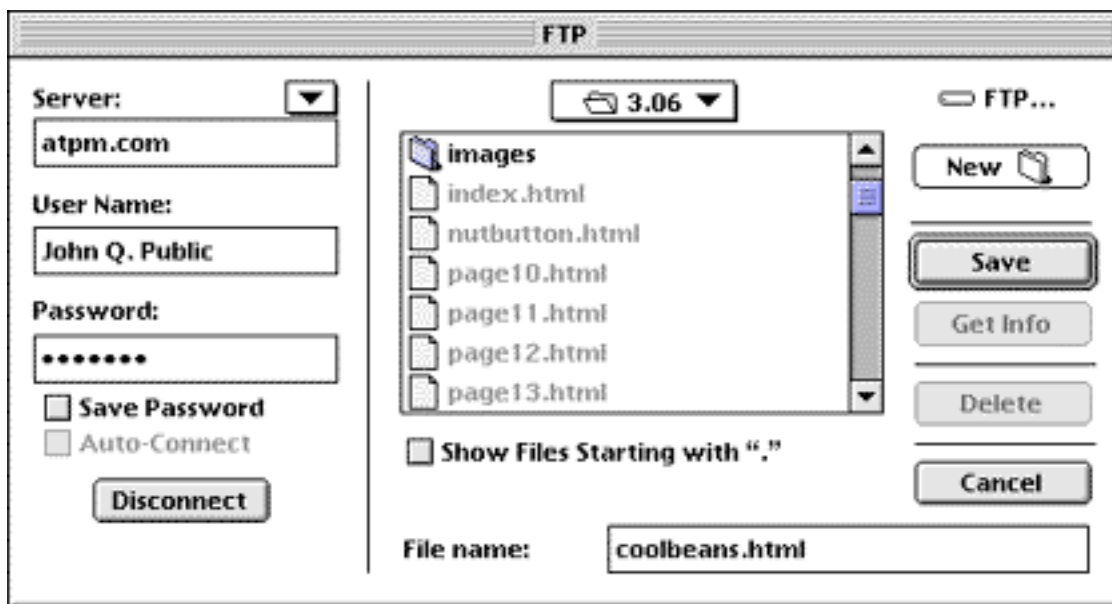 FTP
Server:
atpm.com
User Name:
John Q. Public
Password:
•••••••
Save Password
Auto-Connect
Disconnect
3.06
images
index.html
nutbutton.html
page10.html
page11.html
page12.html
page13.html
Show Files Starting with “.”
File name: coolbeans.html
FTP...
New
Save
Get Info
Delete
Cancel